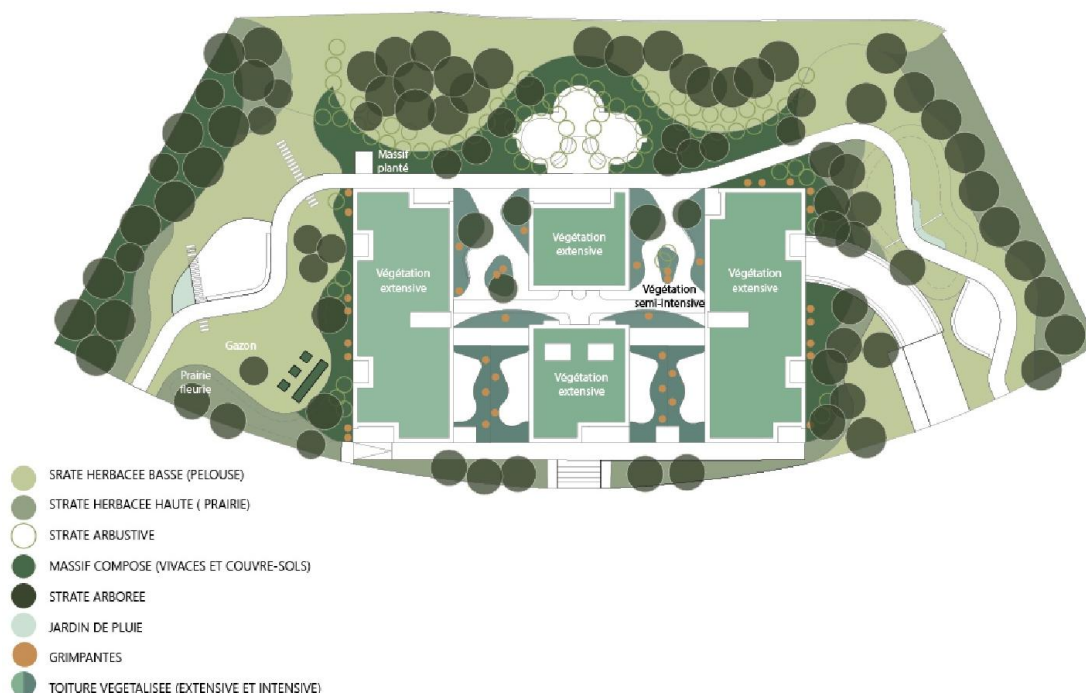 Massif
planté
Végétation
extensive
Végétation
extensive
Végétation
semi-intensive
Végétation
extensive
Végétation
extensive
Gazon
Prairie
fleurie
SRATE HERBACEE BASSE (PELOUSE)
STRATE HERBACEE HAUTE ( PRAIRIE)
STRATE ARBUSTIVE
MASSIF COMPOSE (VIVACES ET COUVRE-SOLS)
STRATE ARBOREE
JARDIN DE PLUIE
GRIMPANTES
TOITURE VEGETALISEE (EXTENSIVE ET INTENSIVE)